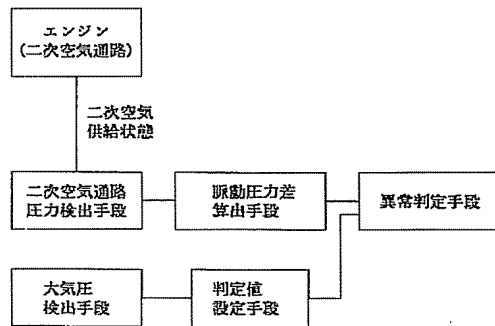 エンジン
(二次空気通路)
二次空気
供給状態
二次空気通路
圧力検出手段
脈動圧力差
算出手段
異常判定手段
大気圧
検出手段
判定値
設定手段